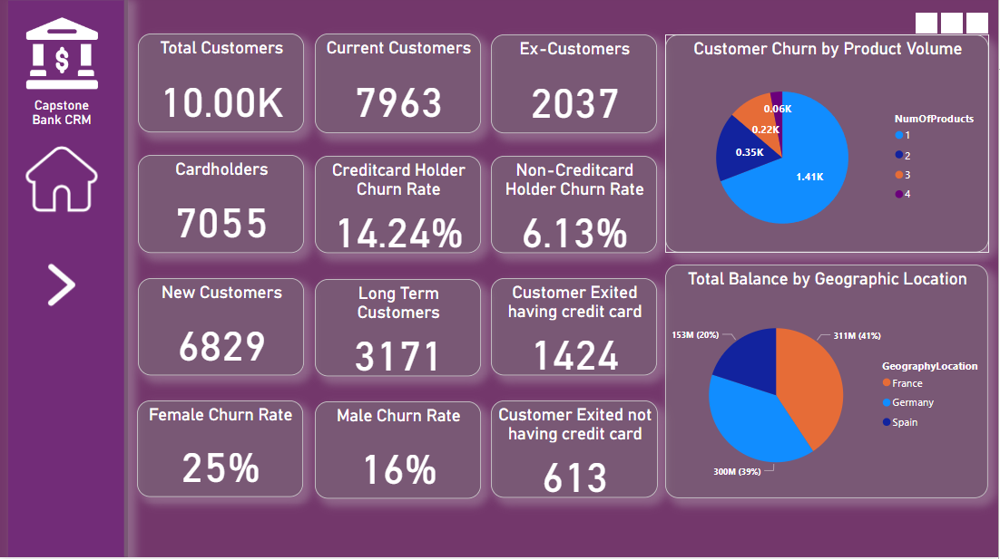 $
Capstone
Bank CRM
Total Customers
10.00K
Current Customers
7963
Ex-Customers
2037
Cardholders
7055
Creditcard Holder
Churn Rate
14.24%
Non-Creditcard
Holder Churn Rate
6.13%
New Customers
6829
Long Term
Customers
3171
Customer Exited
having credit card
1424
Female Churn Rate
25%
Male Churn Rate
16%
Customer Exited not
having credit card
613
Customer Churn by Product Volume
0.06K
0.22K
0.35K
1.41K
NumOfProducts
1
2
3
4
Total Balance by Geographic Location
153M (20%)
311M (41%)
300M (39%)
GeographyLocation
France
Germany
Spain